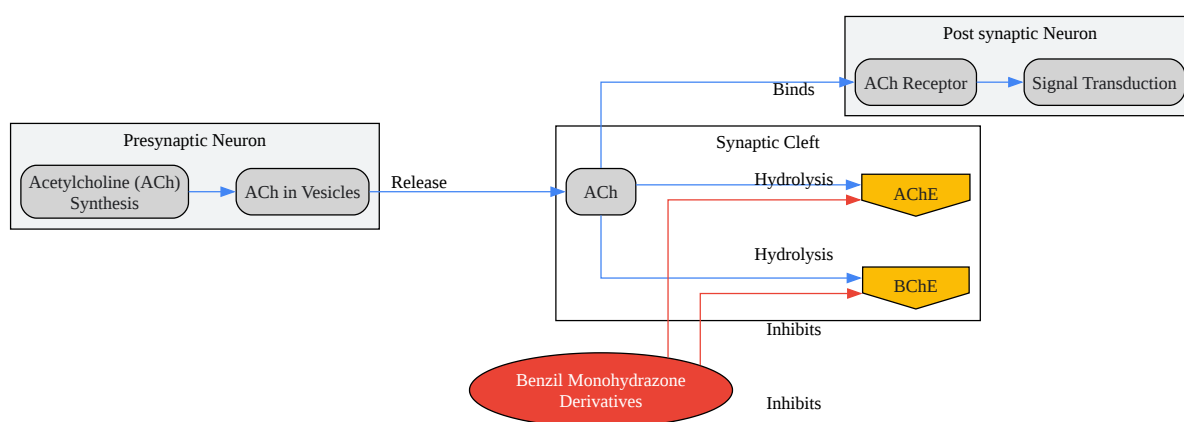 Post synaptic Neuron
ACh Receptor
Signal Transduction
Binds
Presynaptic Neuron
Acetylcholine (ACh)
Synthesis
ACh in Vesicles
Release
Synaptic Cleft
ACh
Hydrolysis
AChE
Hydrolysis
BChE
Inhibits
Benzil Monohydrazone
Derivatives
Inhibits